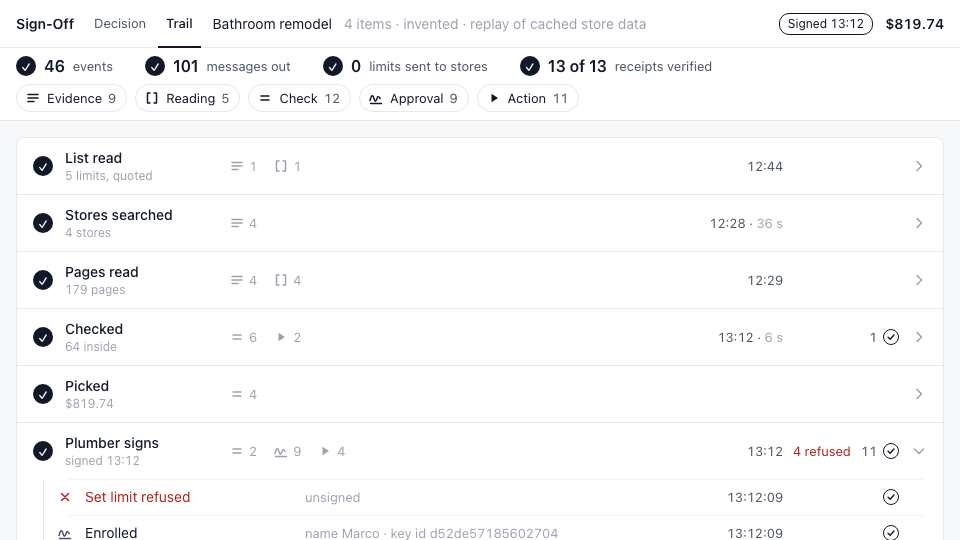 Sign-Off Decision Trail Bathroom remodel 4 items · invented · replay of cached store data Signed 13:12 $819.74
46 events 101 messages out 0 limits sent to stores 13 of 13 receipts verified
Evidence 9 Reading 5 Check 12 Approval 9 Action 11
List read 1 1 12:44
5 limits, quoted
Stores searched 4 12:28 · 36 s
4 stores
Pages read 4 4 12:29
179 pages
Checked 6 2 13:12 · 6 s 1
64 inside
Picked 4
$819.74
Plumber signs 2 9 4 13:12 4 refused 11
signed 13:12
Set limit refused unsigned 13:12:09
Enrolled name Marco · key id d52de57185602704 13:12:09